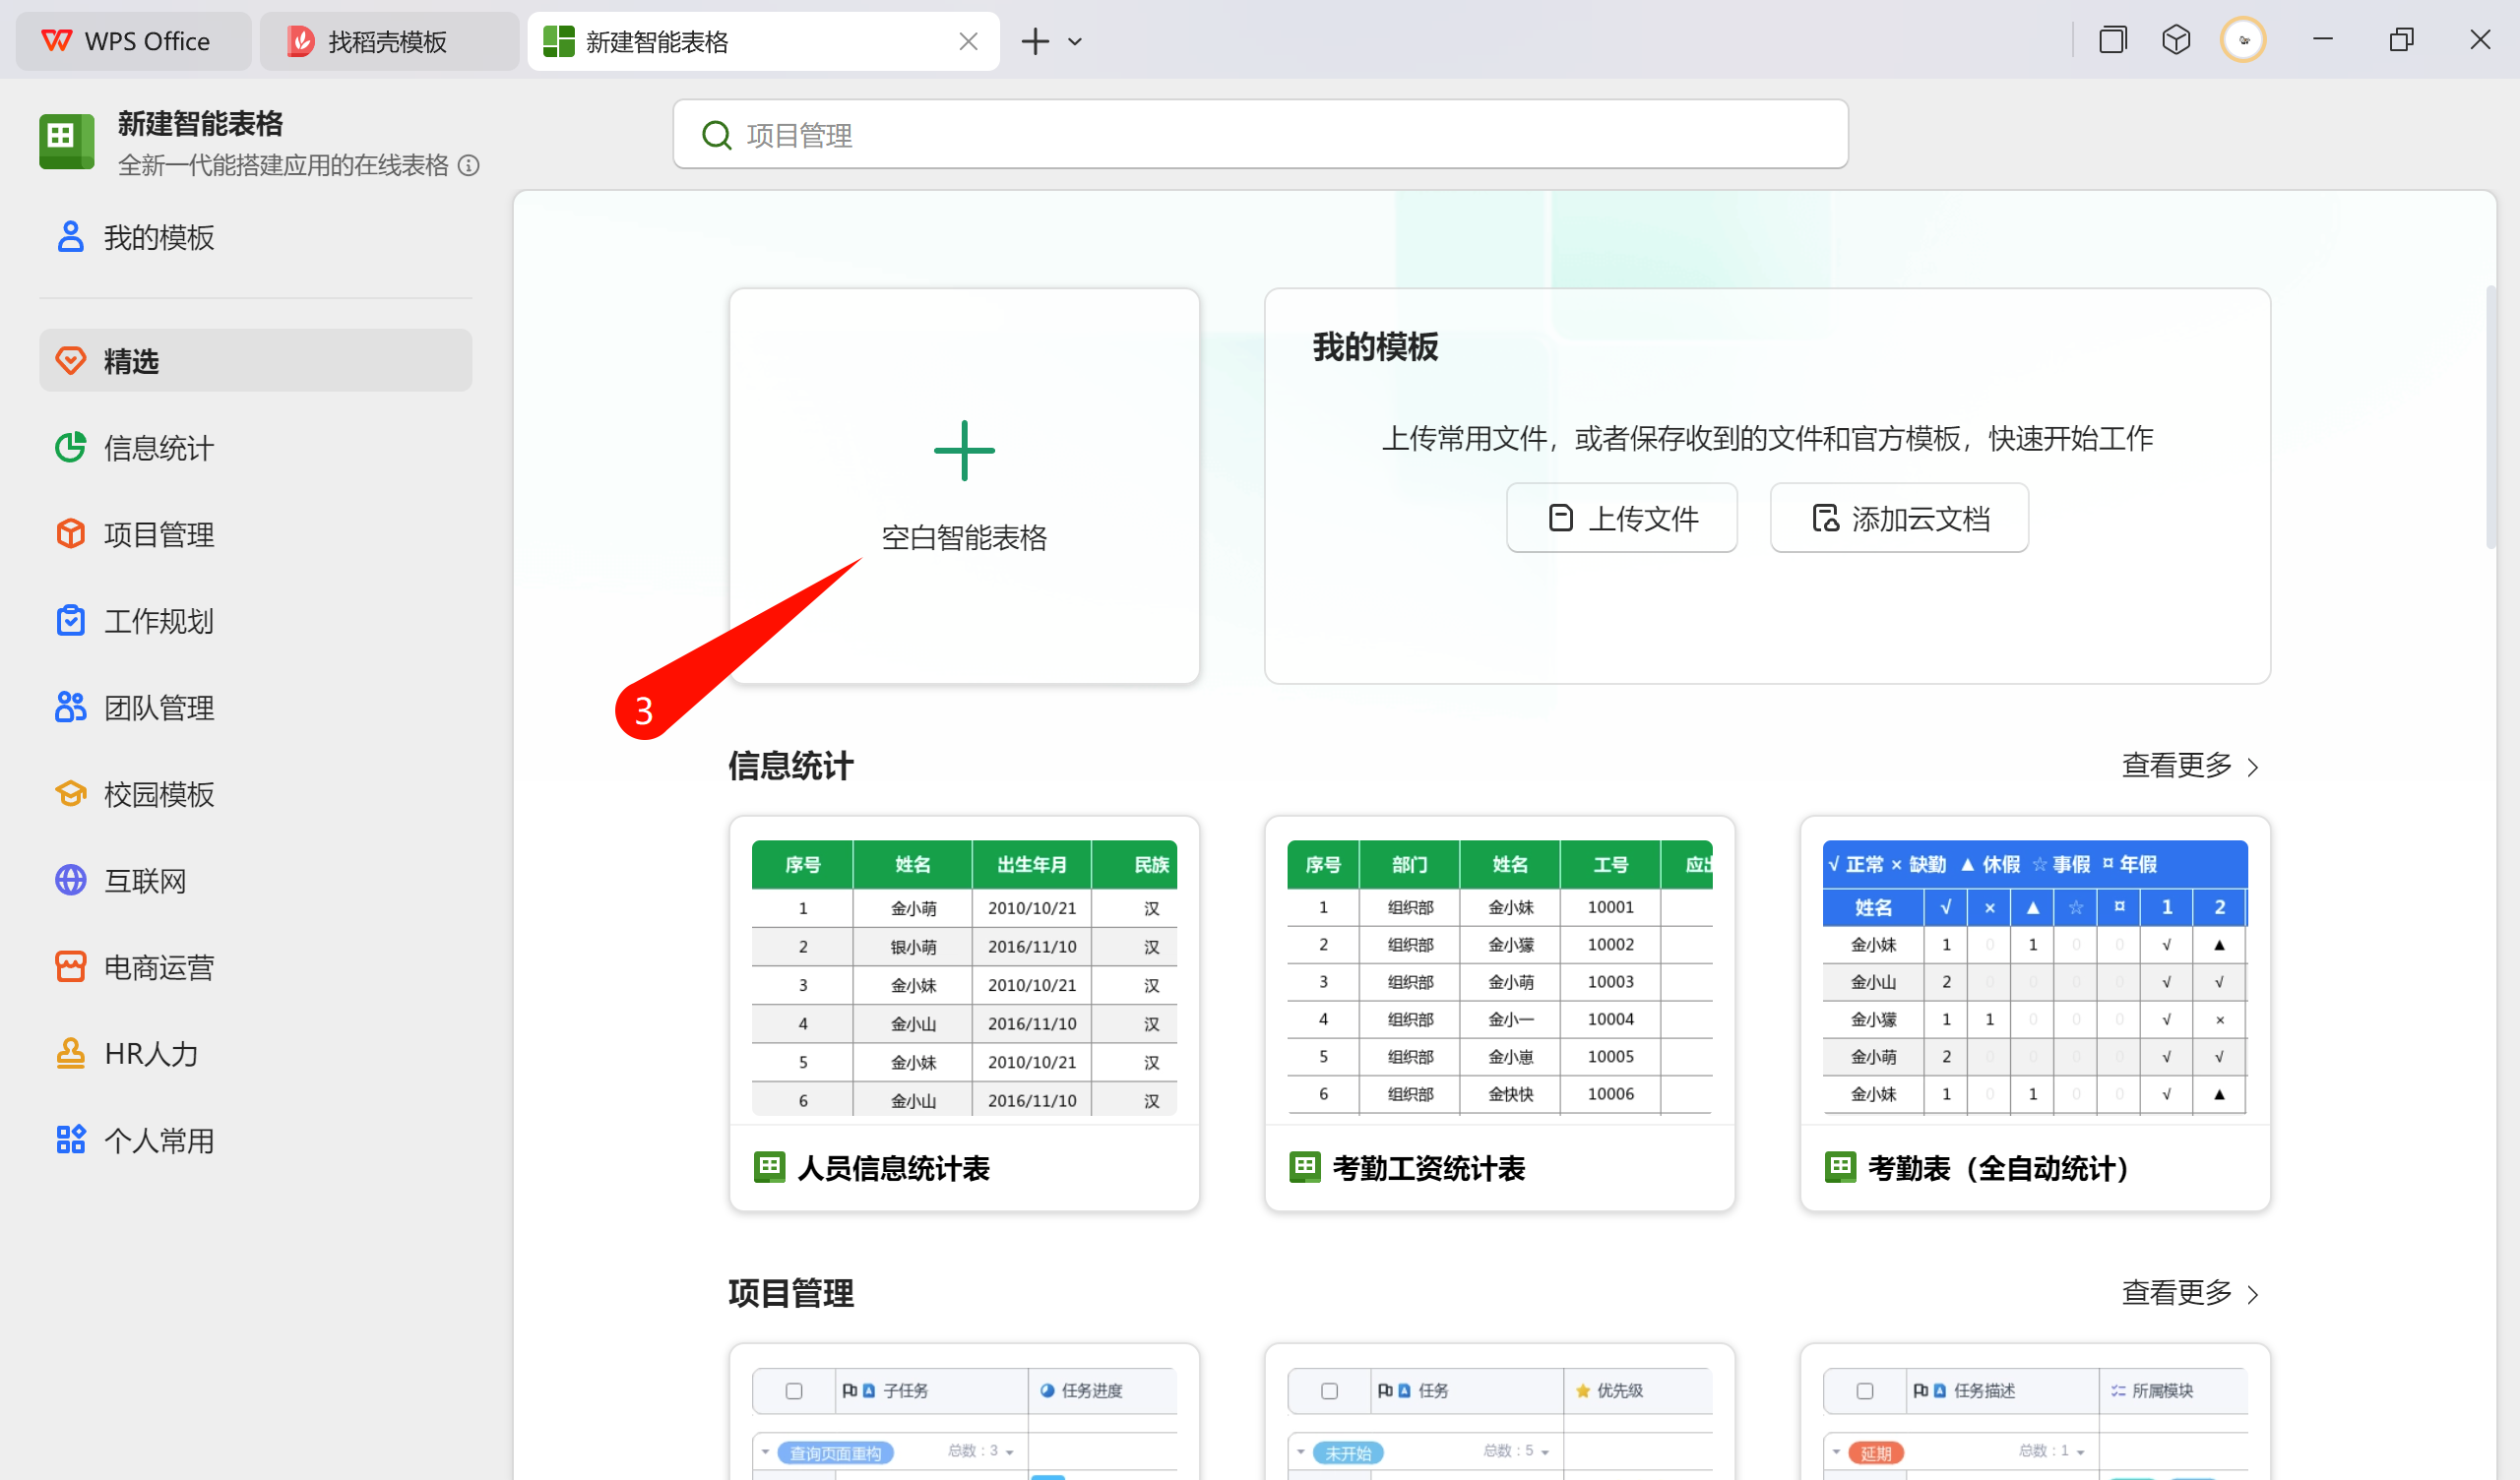 WPS Office
找稻壳模板
新建智能表格
新建智能表格
全新一代能搭建应用的在线表格
项目管理
我的模板
精选
信息统计
项目管理
工作规划
团队管理
校园模板
互联网
电商运营
HR人力
个人常用
空白智能表格
3
我的模板
上传常用文件，或者保存收到的文件和官方模板，快速开始工作
上传文件
添加云文档
信息统计
查看更多
序号 姓名 出生年月 民族
1 金小萌 2010/10/21 汉
2 银小萌 2016/11/10 汉
3 金小妹 2010/10/21 汉
4 金小山 2016/11/10 汉
5 金小妹 2010/10/21 汉
6 金小山 2016/11/10 汉
人员信息统计表
序号 部门 姓名 工号 应出
1 组织部 金小妹 10001
2 组织部 金小獴 10002
3 组织部 金小萌 10003
4 组织部 金小一 10004
5 组织部 金小崽 10005
6 组织部 金快快 10006
考勤工资统计表
√ 正常 × 缺勤 ▲ 休假 ☆ 事假 ¤ 年假
姓名 √ × ▲ ☆ ¤ 1 2
金小妹 1 0 1 0 0 √ ▲
金小山 2 0 0 0 0 √ √
金小獴 1 1 0 0 0 √ ×
金小萌 2 0 0 0 0 √ √
金小妹 1 0 1 0 0 √ ▲
考勤表（全自动统计）
项目管理
查看更多
子任务 任务进度
查询页面重构 总数：3
任务 优先级
未开始 总数：5
任务描述 所属模块
延期 总数：1